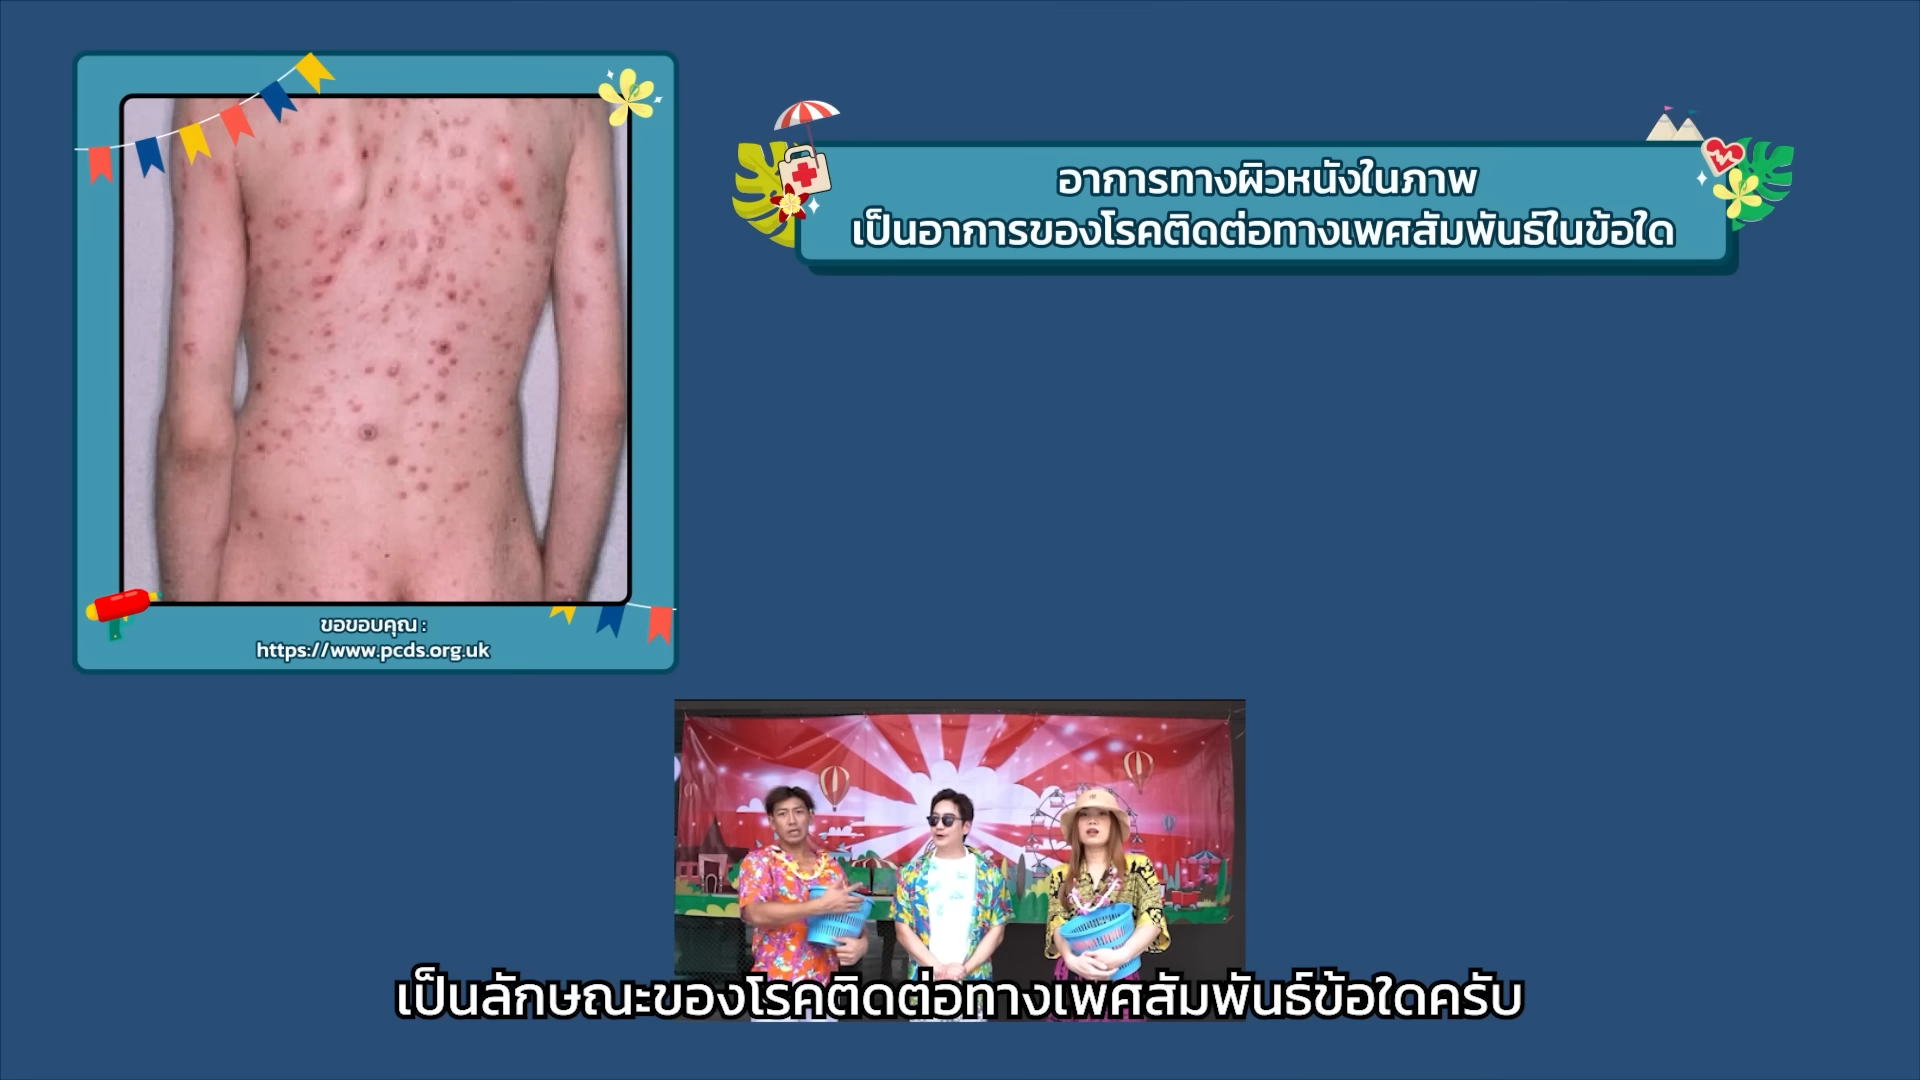 อาการทางผิวหนังในภาพ
เป็นอาการของโรคติดต่อทางเพศสัมพันธ์ในข้อใด
ขอขอบคุณ :
https://www.pcds.org.uk
เป็นลักษณะของโรคติดต่อทางเพศสัมพันธ์ข้อใดครับ